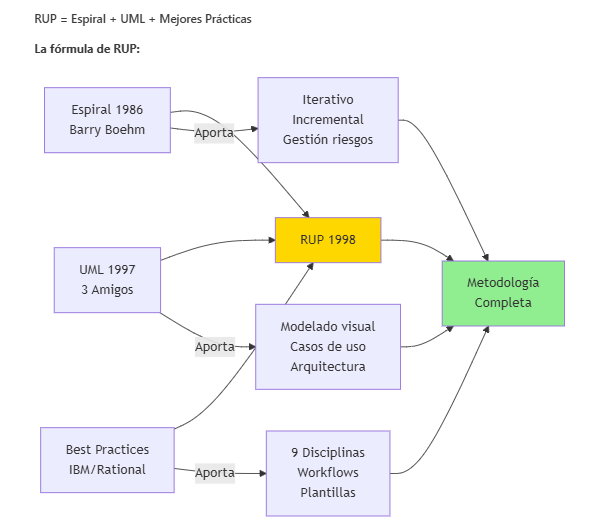 RUP = Espiral + UML + Mejores Prácticas
La fórmula de RUP:
Espiral 1986
Barry Boehm
Aporta
Iterativo
Incremental
Gestión riesgos
RUP 1998
UML 1997
3 Amigos
Aporta
Modelado visual
Casos de uso
Arquitectura
Metodología
Completa
Best Practices
IBM/Rational
Aporta
9 Disciplinas
Workflows
Plantillas